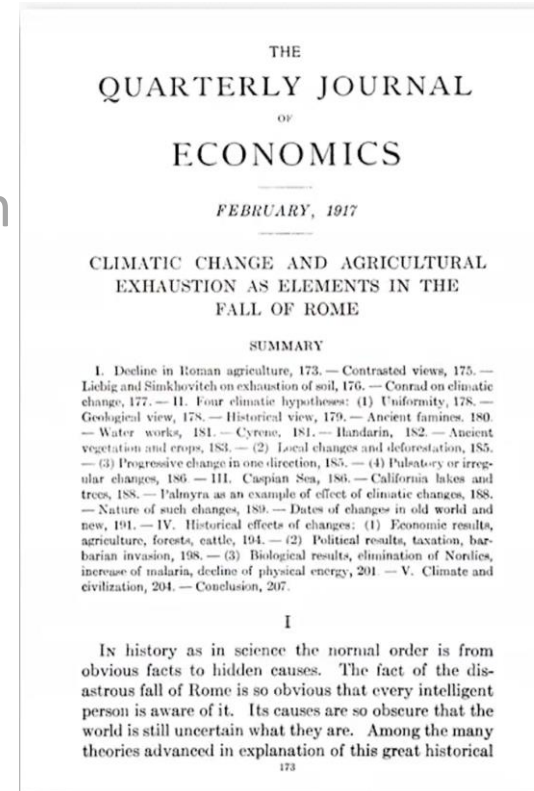 THE
QUARTERLY JOURNAL
OF
ECONOMICS
FEBRUARY, 1917
CLIMATIC CHANGE AND AGRICULTURAL
EXHAUSTION AS ELEMENTS IN THE
FALL OF ROME
SUMMARY
I. Decline in Roman agriculture, 173. — Contrasted views, 175. —
Liebig and Simkhovitch on exhaustion of soil, 176. — Conrad on climatic
change, 177. — II. Four climatic hypotheses: (1) Uniformity, 178. —
Geological view, 178. — Historical view, 179. — Ancient famines, 180.
— Water works, 181. — Cyrene, 181. — Handarin, 182. — Ancient
vegetation and crops, 183. — (2) Local changes and deforestation, 185.
— (3) Progressive change in one direction, 185. — (4) Pulsatory or irreg-
ular changes, 186 — III. Caspian Sea, 186. — California lakes and
trees, 188. — Palmyra as an example of effect of climatic changes, 188.
— Nature of such changes, 189. — Dates of changes in old world and
new, 191. — IV. Historical effects of changes: (1) Economic results,
agriculture, forests, cattle, 194. — (2) Political results, taxation, bar-
barian invasion, 198. — (3) Biological results, elimination of Nordics,
increase of malaria, decline of physical energy, 201 — V. Climate and
civilization, 204. — Conclusion, 207.
I
IN history as in science the normal order is from
obvious facts to hidden causes. The fact of the dis-
astrous fall of Rome is so obvious that every intelligent
person is aware of it. Its causes are so obscure that the
world is still uncertain what they are. Among the many
theories advanced in explanation of this great historical
173